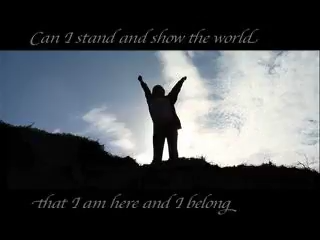 Can I stand and show the world
that I am here and I belong